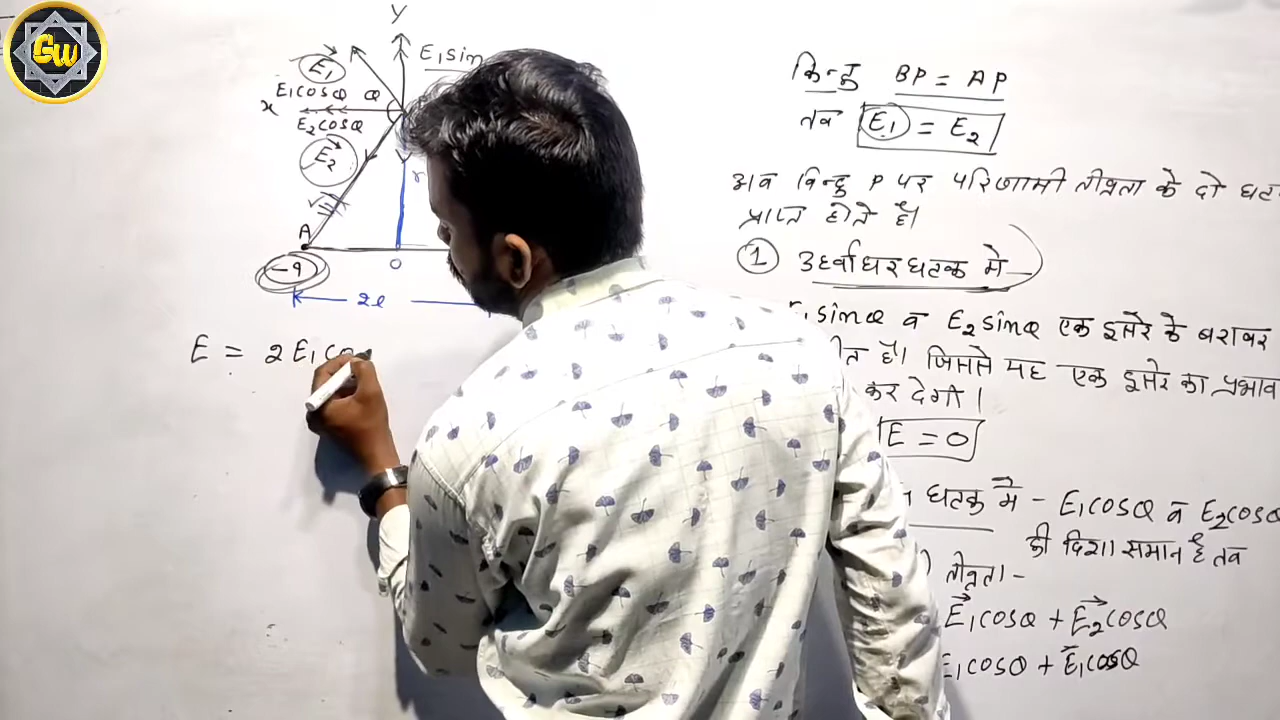 GW
Y
E₁sin
E₁
E₁cosθ θ
x
E₂cosθ
E₂
r
A
-q
O
2l
E = 2E₁co
किन्तु BP = AP
तब E₁ = E₂
अब बिन्दु P पर परिणामी तीव्रता के दो घट
प्राप्त होते है।
1 उर्ध्वाधर घटक मे -
E₁sinθ व E₂sinθ एक दूसरे के बराबर
है। जिससे यह एक दूसरे का प्रभाव
कर देगी।
E = 0
घटक मे - E₁cosθ व E₂cosθ
की दिशा समान है तब
तीव्रता -
E₁cosθ + E₂cosθ
E₁cosθ + E₁cosθ